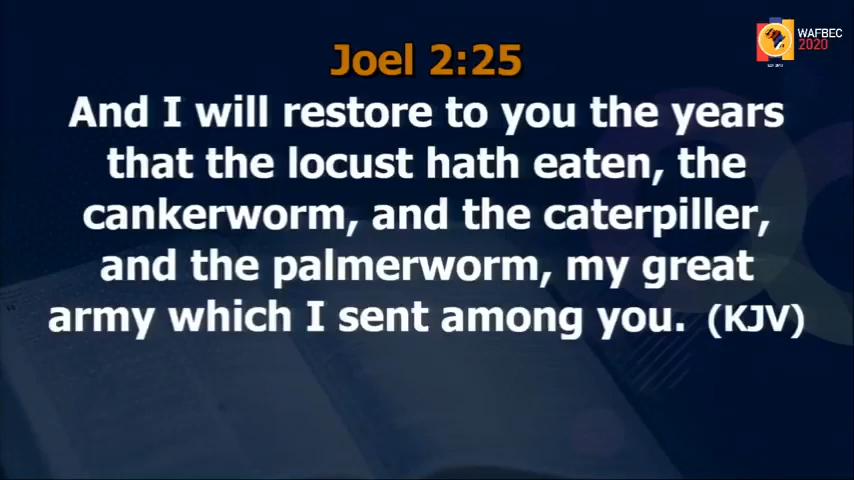 WAFBEC
2020
Joel 2:25
And I will restore to you the years
that the locust hath eaten, the
cankerworm, and the caterpiller,
and the palmerworm, my great
army which I sent among you. (KJV)